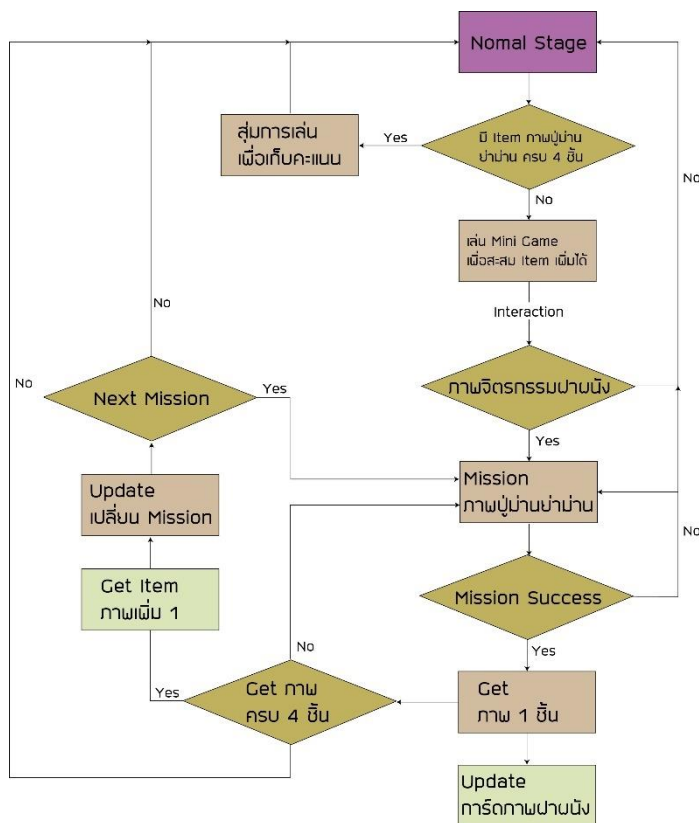 Nomal Stage
มี Item ภาพปู่ม่าน
ย่าม่าน ครบ 4 ชิ้น
Yes
สุ่มการเล่น
เพื่อเก็บคะแนน
No
No
เล่น Mini Game
เพื่อสะสม Item เพิ่มได้
Interaction
No
No
ภาพจิตรกรรมฝาผนัง
Next Mission
Yes
Yes
Mission
ภาพปู่ม่านย่าม่าน
Update
เปลี่ยน Mission
No
Get Item
ภาพเพิ่ม 1
Mission Success
No
Yes
Yes
Get ภาพ
ครบ 4 ชิ้น
Get
ภาพ 1 ชิ้น
Update
การ์ดภาพฝาผนัง